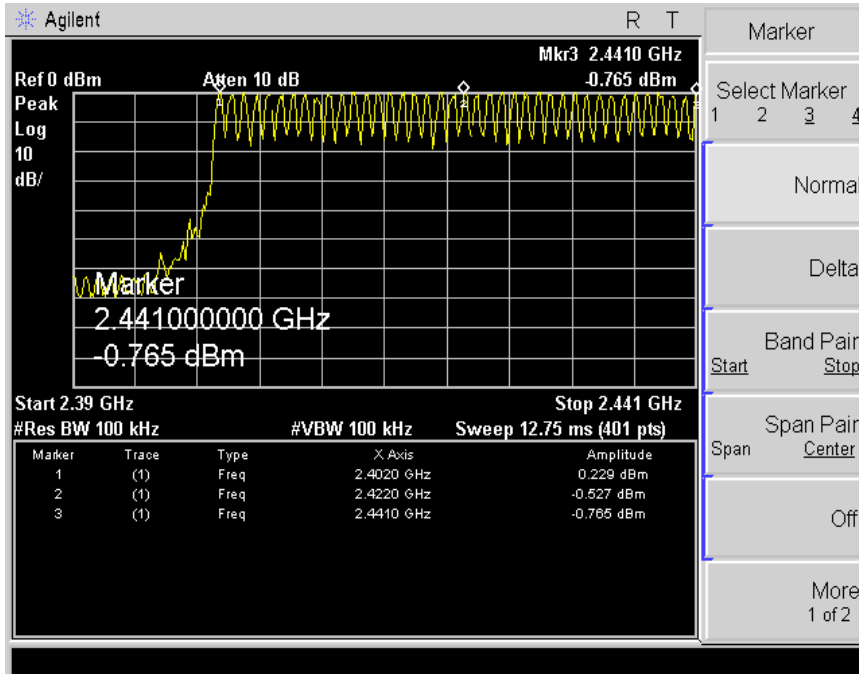 Agilent R T
Mkr3 2.4410 GHz
Ref 0 dBm Atten 10 dB -0.765 dBm
Peak
Log
10
dB/
1 2 3
Marker
2.441000000 GHz
-0.765 dBm
Start 2.39 GHz Stop 2.441 GHz
#Res BW 100 kHz #VBW 100 kHz Sweep 12.75 ms (401 pts)
Marker Trace Type X Axis Amplitude
1 (1) Freq 2.4020 GHz 0.229 dBm
2 (1) Freq 2.4220 GHz -0.527 dBm
3 (1) Freq 2.4410 GHz -0.765 dBm
Marker
Select Marker
1 2 3 4
Normal
Delta
Band Pair
Start Stop
Span Pair
Span Center
Off
More
1 of 2